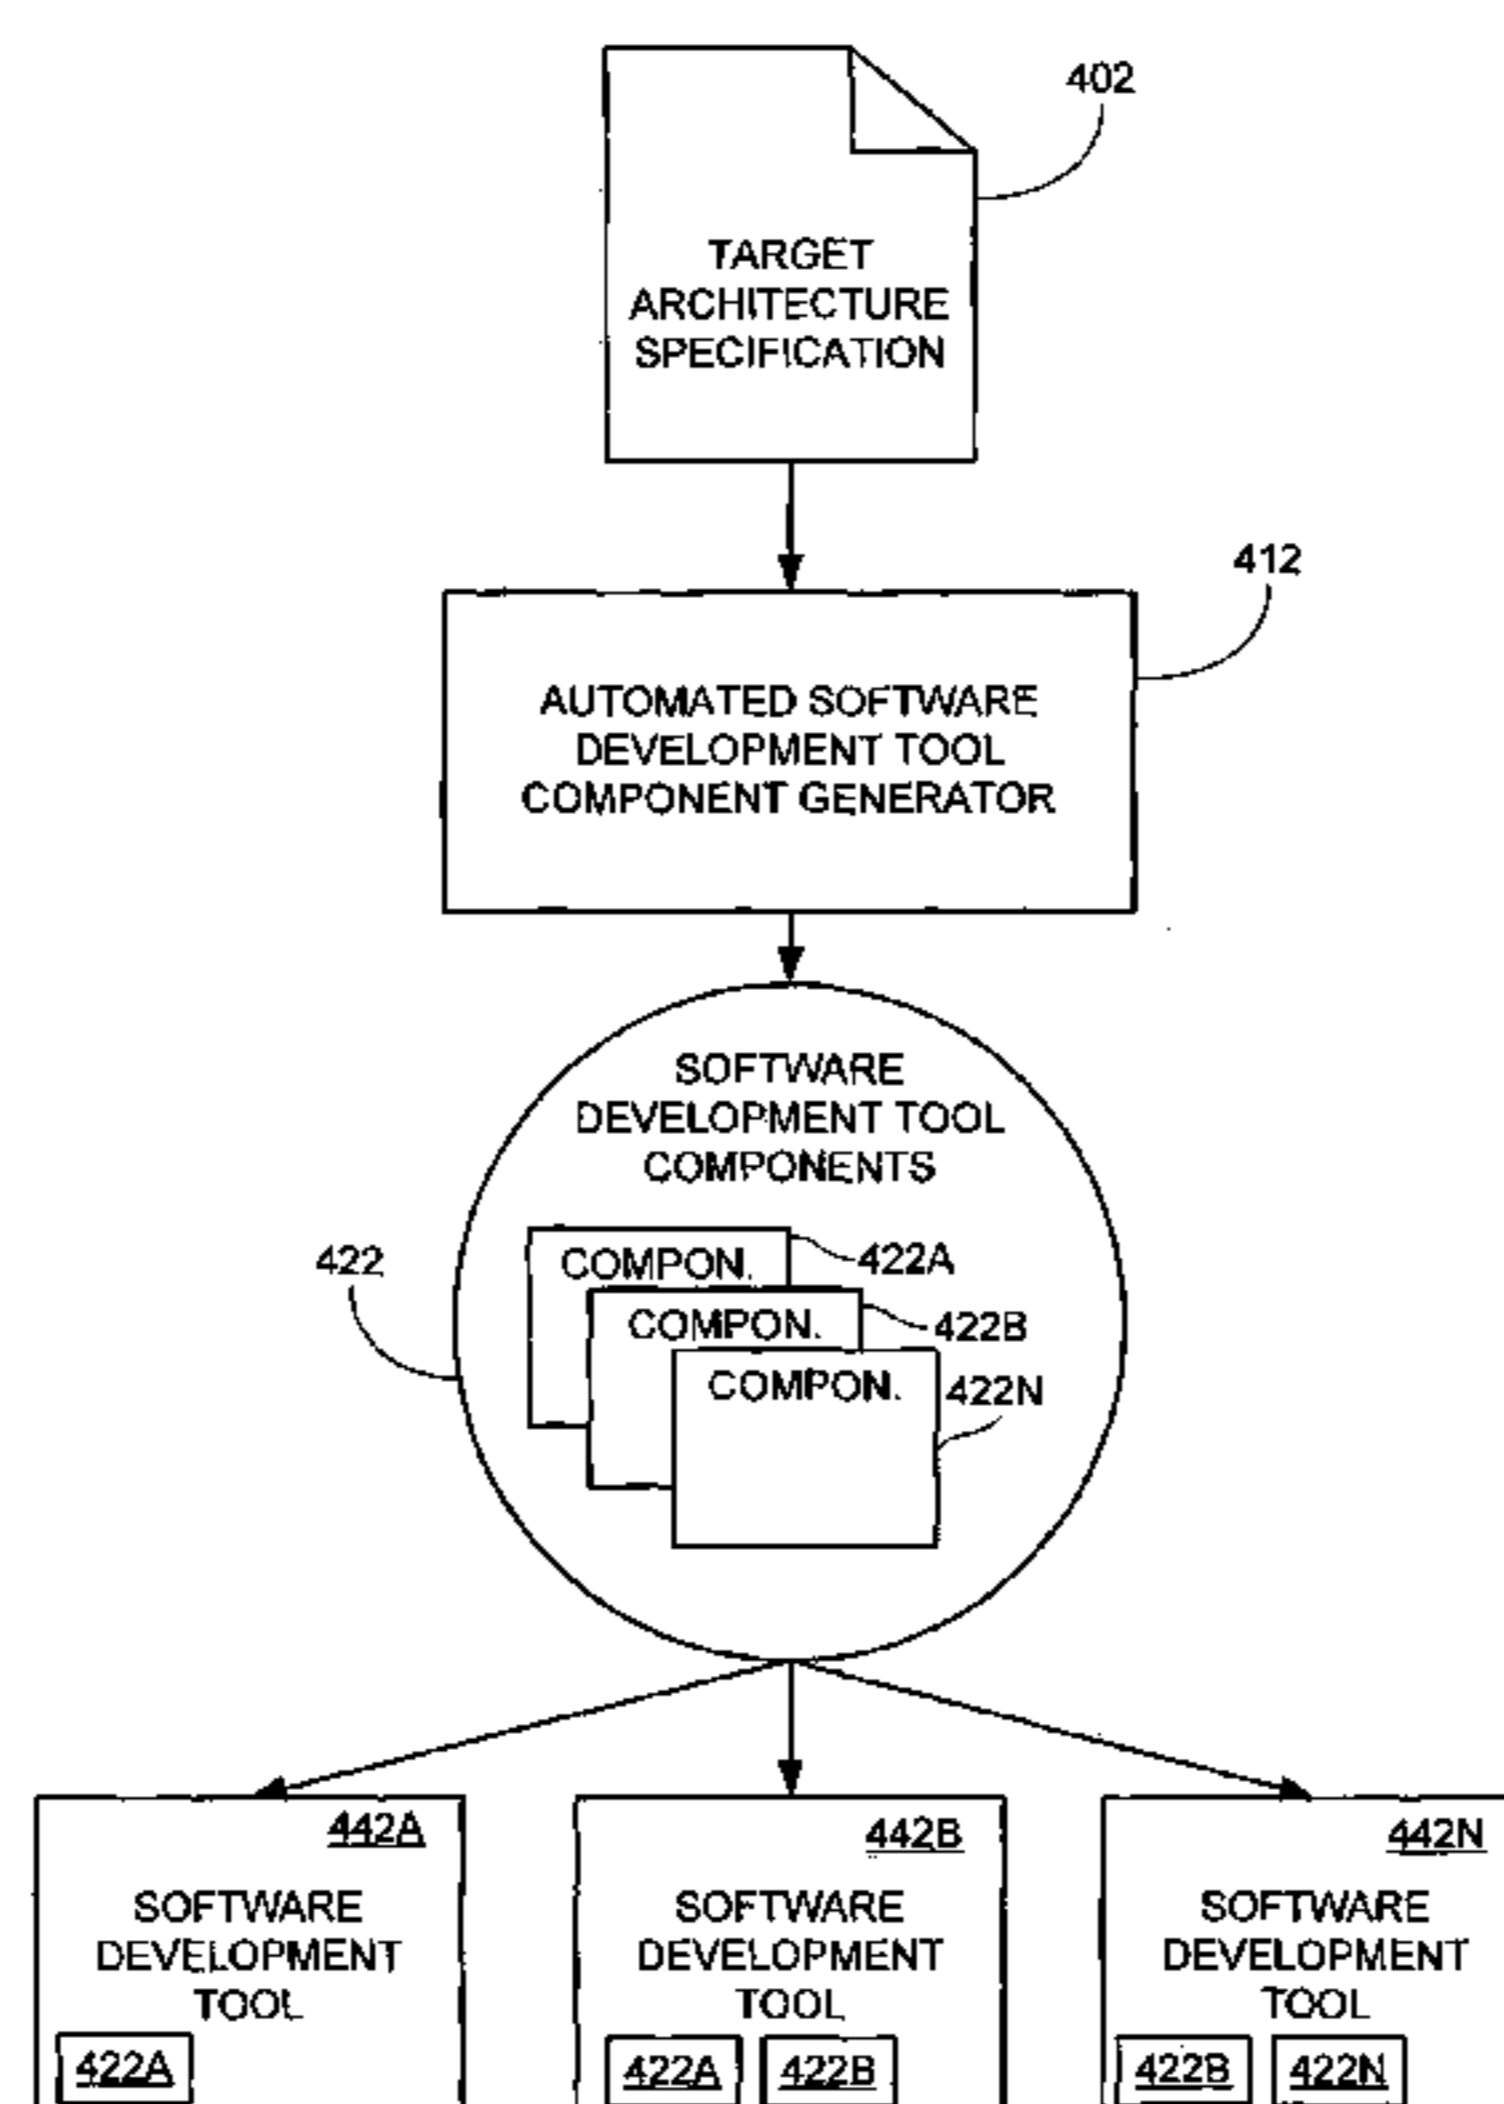 402
TARGET
ARCHITECTURE
SPECIFICATION
412
AUTOMATED SOFTWARE
DEVELOPMENT TOOL
COMPONENT GENERATOR
SOFTWARE
DEVELOPMENT TOOL
COMPONENTS
422
COMPON. 422A
COMPON. 422B
COMPON. 422N
442A
SOFTWARE
DEVELOPMENT
TOOL
422A
442B
SOFTWARE
DEVELOPMENT
TOOL
422A 422B
442N
SOFTWARE
DEVELOPMENT
TOOL
422B 422N